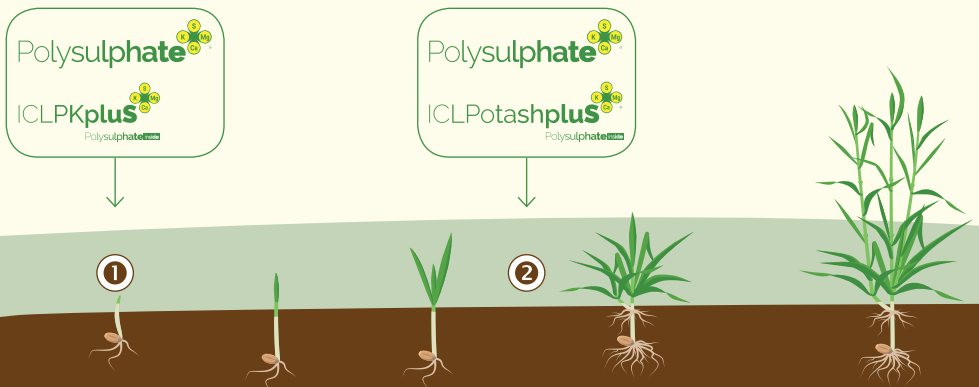 Polysulphate
S
K Mg
Ca
ICLPKpluS
S
K Mg
Ca
Polysulphate inside
Polysulphate
S
K Mg
Ca
ICLPotashpluS
S
K Mg
Ca
Polysulphate inside
1
2